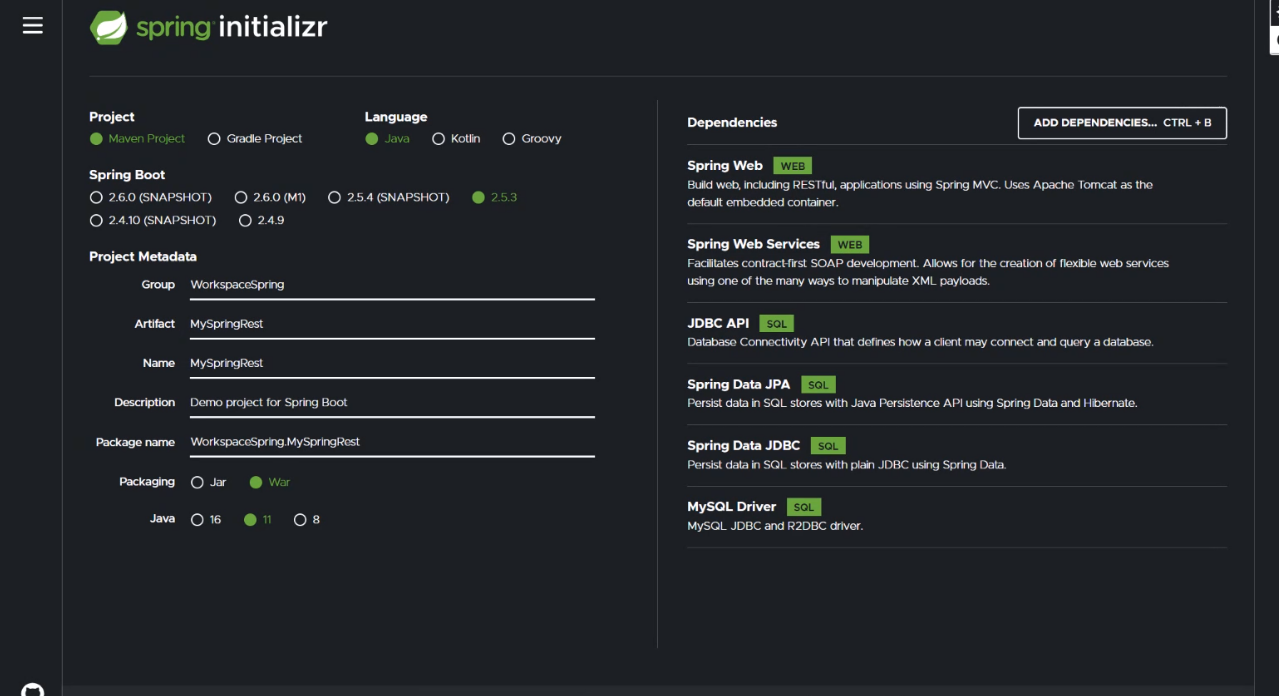 spring initializr
Project
Maven Project Gradle Project
Language
Java Kotlin Groovy
Spring Boot
2.6.0 (SNAPSHOT) 2.6.0 (M1) 2.5.4 (SNAPSHOT) 2.5.3
2.4.10 (SNAPSHOT) 2.4.9
Project Metadata
Group WorkspaceSpring
Artifact MySpringRest
Name MySpringRest
Description Demo project for Spring Boot
Package name WorkspaceSpring.MySpringRest
Packaging Jar War
Java 16 11 8
Dependencies
ADD DEPENDENCIES... CTRL + B
Spring Web WEB
Build web, including RESTful, applications using Spring MVC. Uses Apache Tomcat as the
default embedded container.
Spring Web Services WEB
Facilitates contract-first SOAP development. Allows for the creation of flexible web services
using one of the many ways to manipulate XML payloads.
JDBC API SQL
Database Connectivity API that defines how a client may connect and query a database.
Spring Data JPA SQL
Persist data in SQL stores with Java Persistence API using Spring Data and Hibernate.
Spring Data JDBC SQL
Persist data in SQL stores with plain JDBC using Spring Data.
MySQL Driver SQL
MySQL JDBC and R2DBC driver.